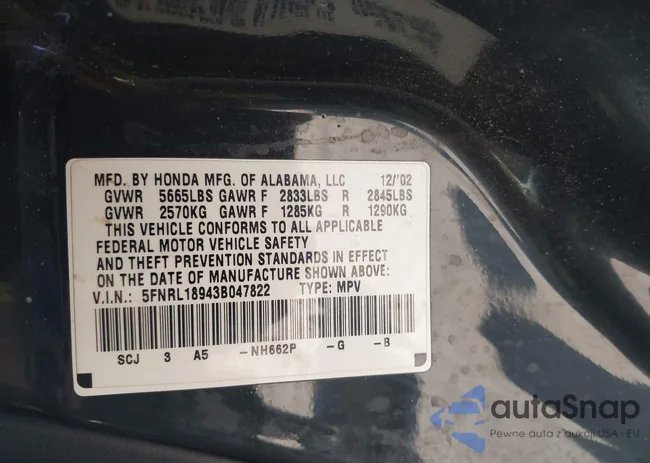 MFD. BY HONDA MFG. OF ALABAMA, LLC 12/'02
GVWR 5665LBS GAWR F 2833LBS R 2845LBS
GVWR 2570KG GAWR F 1285KG R 1290KG
THIS VEHICLE CONFORMS TO ALL APPLICABLE
FEDERAL MOTOR VEHICLE SAFETY
AND THEFT PREVENTION STANDARDS IN EFFECT
ON THE DATE OF MANUFACTURE SHOWN ABOVE:
V.I.N.: 5FNRL18943B047822 TYPE: MPV
SCJ 3 A5 -NH662P -G -B
autaSnap
Pewne auta z aukcji USA i EU